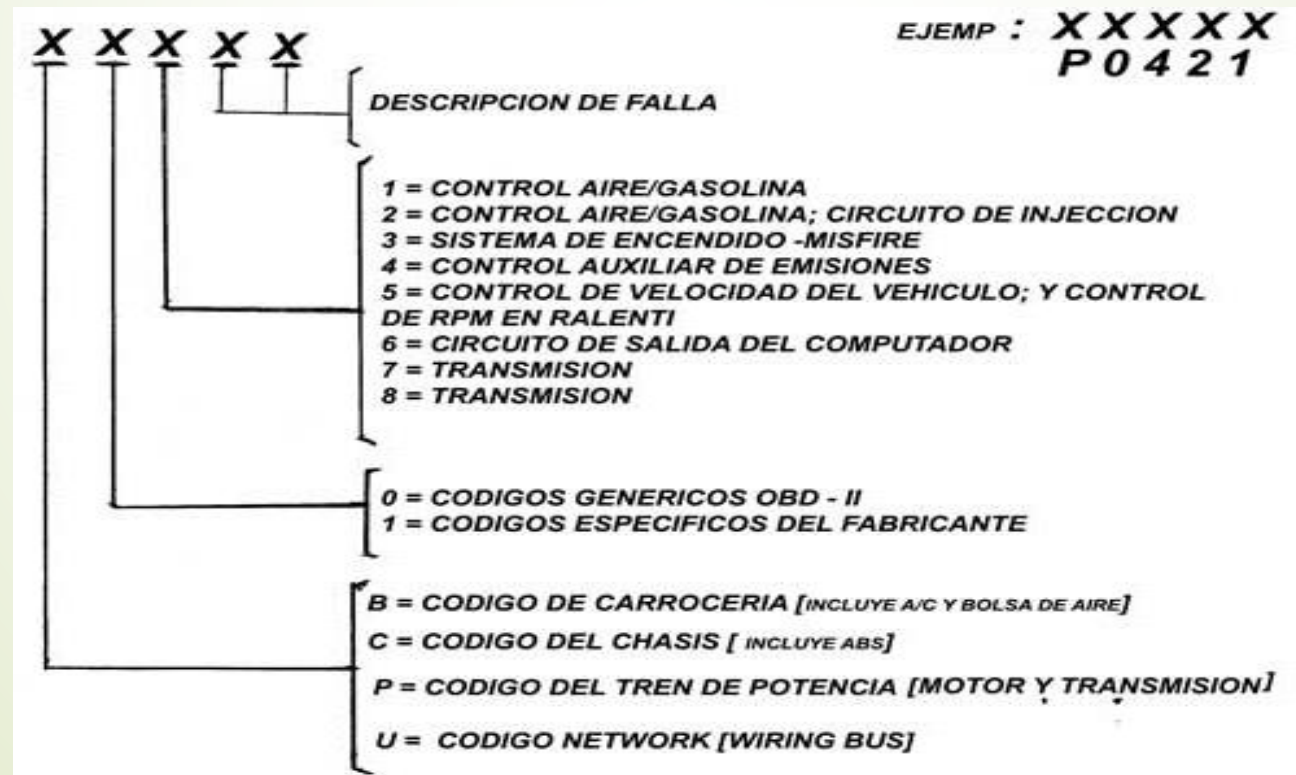 X X X X X
EJEMP : X X X X X
P 0 4 2 1
DESCRIPCION DE FALLA
1 = CONTROL AIRE/GASOLINA
2 = CONTROL AIRE/GASOLINA; CIRCUITO DE INJECCION
3 = SISTEMA DE ENCENDIDO -MISFIRE
4 = CONTROL AUXILIAR DE EMISIONES
5 = CONTROL DE VELOCIDAD DEL VEHICULO; Y CONTROL
DE RPM EN RALENTI
6 = CIRCUITO DE SALIDA DEL COMPUTADOR
7 = TRANSMISION
8 = TRANSMISION
0 = CODIGOS GENERICOS OBD - II
1 = CODIGOS ESPECIFICOS DEL FABRICANTE
B = CODIGO DE CARROCERIA [INCLUYE A/C Y BOLSA DE AIRE]
C = CODIGO DEL CHASIS [ INCLUYE ABS]
P = CODIGO DEL TREN DE POTENCIA [MOTOR Y TRANSMISION]
U = CODIGO NETWORK [WIRING BUS]